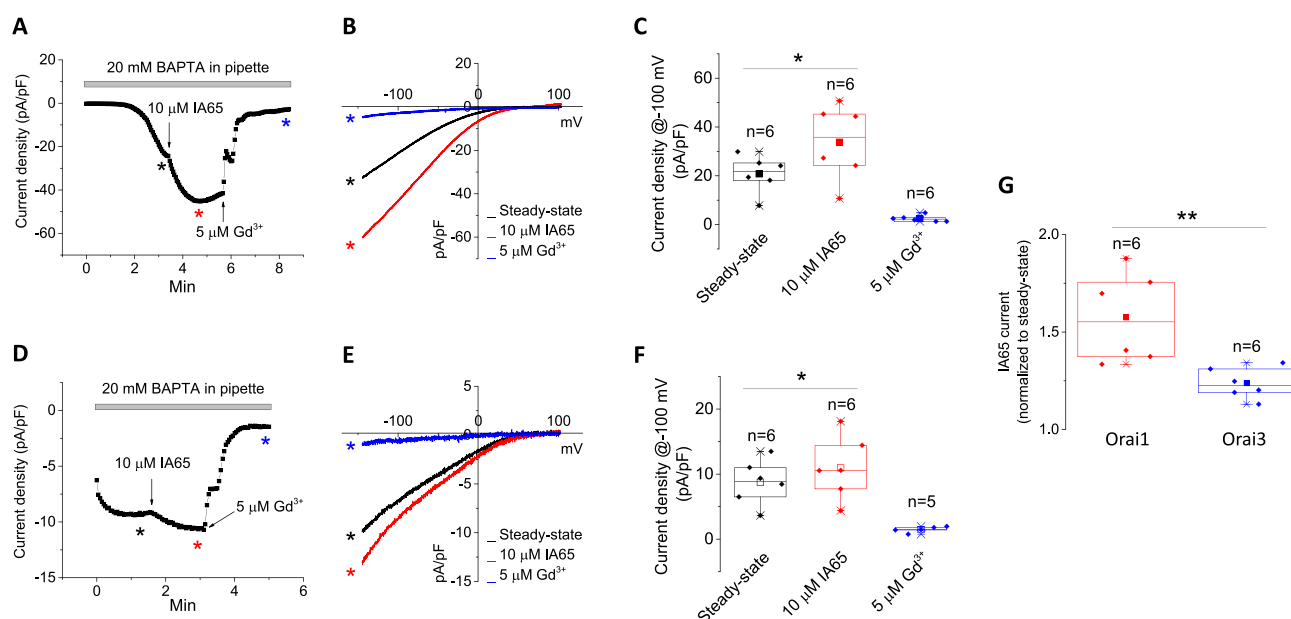 A
20 mM BAPTA in pipette
Current density (pA/pF)
20
0
-20
-40
-60
10 µM IA65
*
*
*
5 µM Gd³⁺
0 2 4 6 8
Min
B
-100 0 100
mV
0
-20
-40
-60
pA/pF
*
*
*
Steady-state
10 µM IA65
5 µM Gd³⁺
C
Current density @-100 mV
(pA/pF)
60
40
20
0
*
n=6
n=6
n=6
Steady-state
10 µM IA65
5 µM Gd³⁺
D
20 mM BAPTA in pipette
Current density (pA/pF)
0
-5
-10
-15
10 µM IA65
*
*
*
5 µM Gd³⁺
0 2 4 6
Min
E
5
-100 0 100
mV
0
-5
-10
-15
pA/pF
*
*
*
Steady-state
10 µM IA65
5 µM Gd³⁺
F
Current density @-100 mV
(pA/pF)
20
10
0
*
n=6
n=6
n=5
Steady-state
10 µM IA65
5 µM Gd³⁺
G
IA65 current
(normalized to steady-state)
2.0
1.5
1.0
**
n=6
n=6
Orai1 Orai3